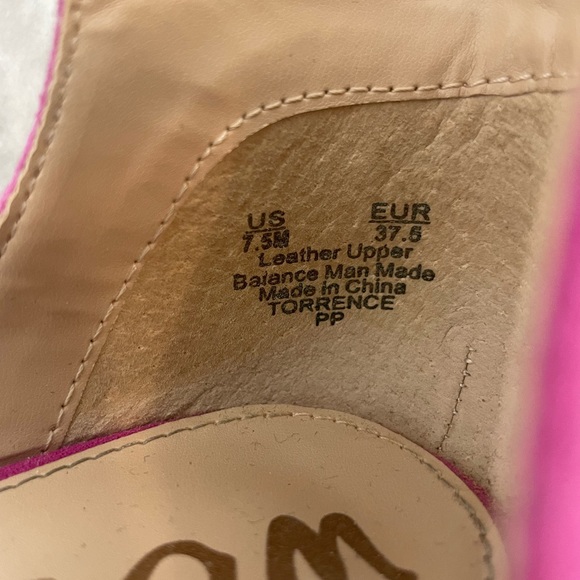 US EUR
7.5M 37.5
Leather Upper
Balance Man Made
Made in China
TORRENCE
PP